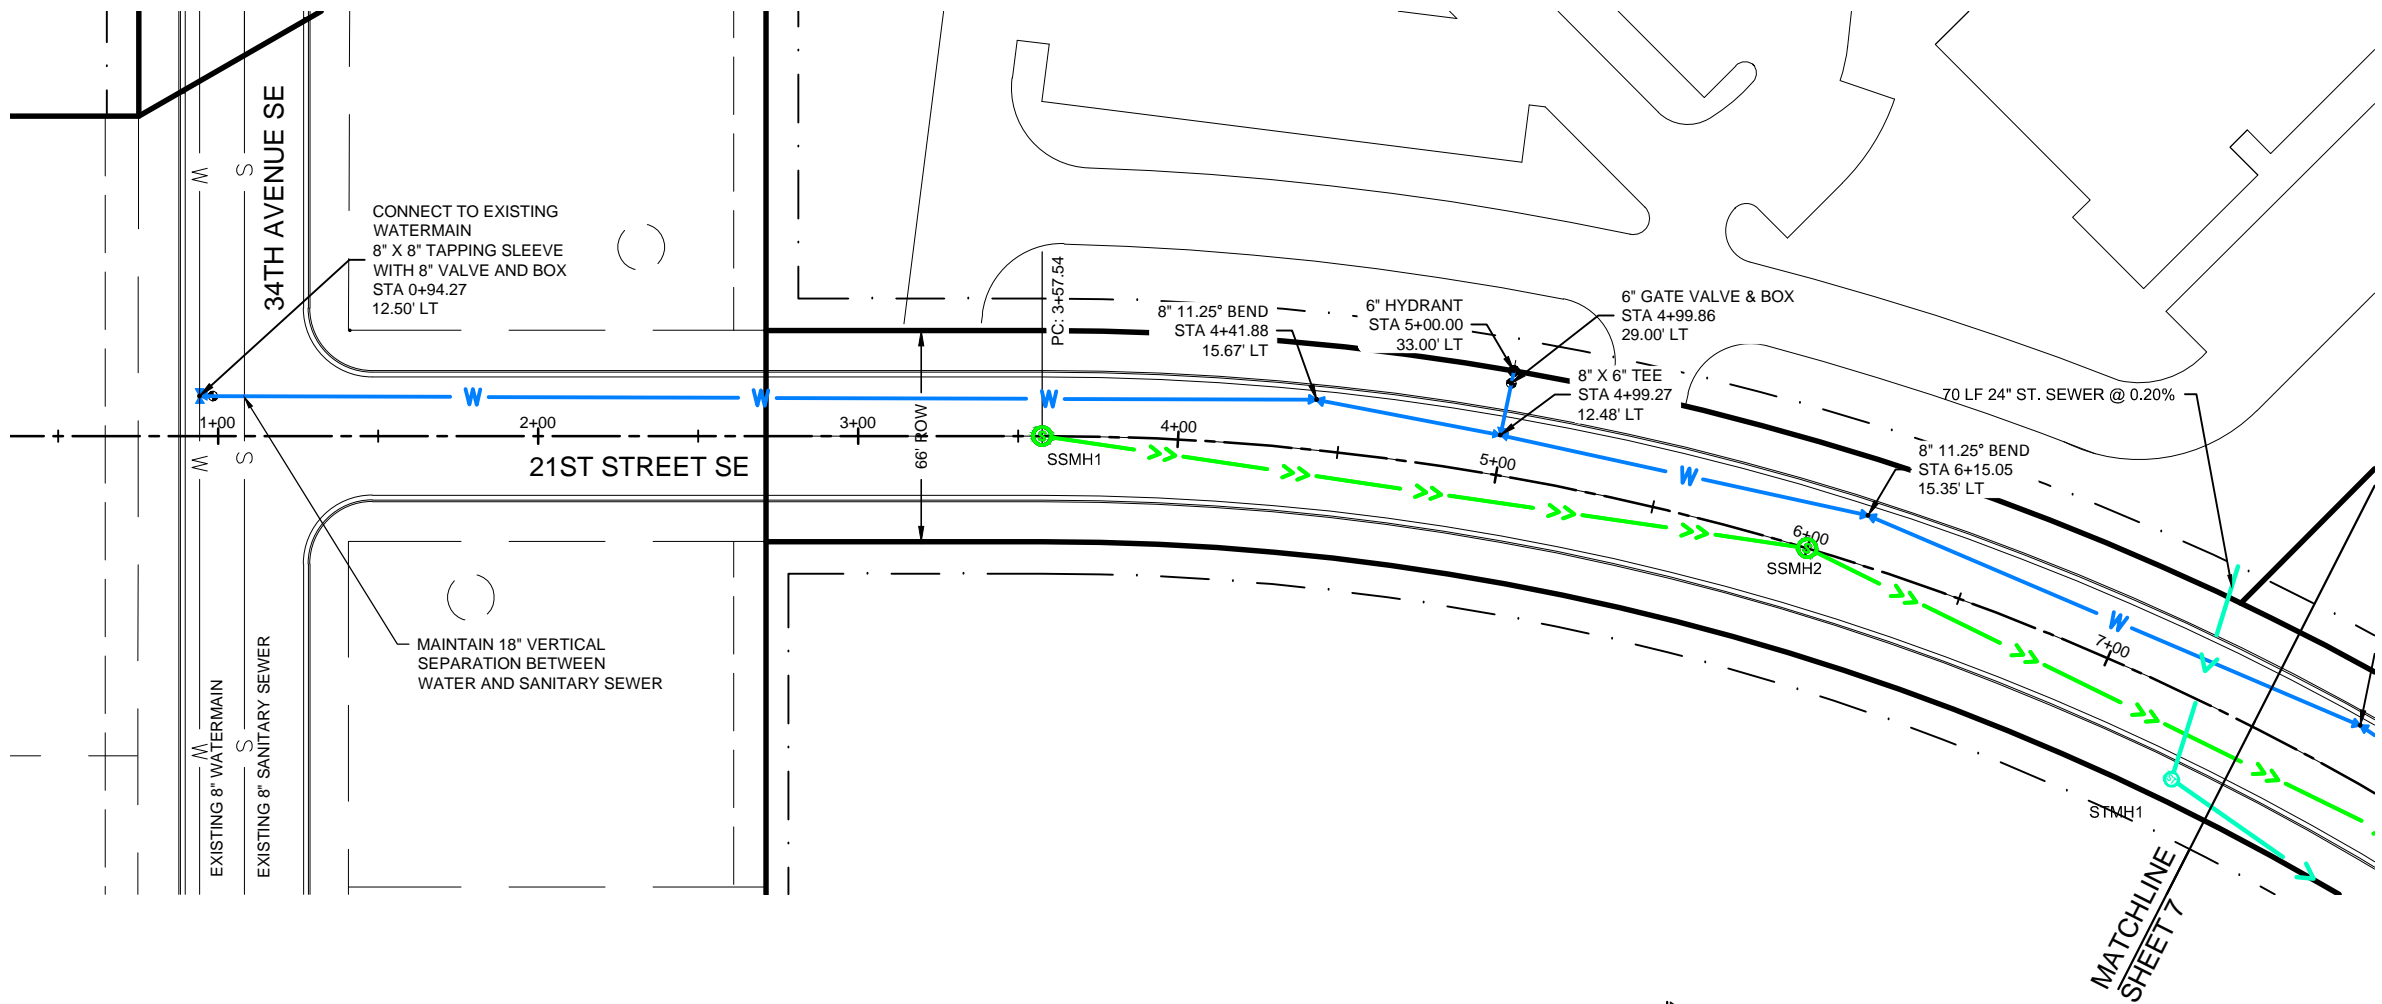 34TH AVENUE SE
W
S
CONNECT TO EXISTING
WATERMAIN
8" X 8" TAPPING SLEEVE
WITH 8" VALVE AND BOX
STA 0+94.27
12.50' LT
PC: 3+57.54
8" 11.25° BEND
STA 4+41.88
15.67' LT
6" HYDRANT
STA 5+00.00
33.00' LT
6" GATE VALVE & BOX
STA 4+99.86
29.00' LT
8" X 6" TEE
STA 4+99.27
12.48' LT
70 LF 24" ST. SEWER @ 0.20%
8" 11.25° BEND
STA 6+15.05
15.35' LT
W
W
W
W
W
1+00
2+00
3+00
4+00
5+00
6+00
7+00
W
S
21ST STREET SE
66' ROW
SSMH1
SSMH2
MAINTAIN 18" VERTICAL
SEPARATION BETWEEN
WATER AND SANITARY SEWER
W
S
EXISTING 8" WATERMAIN
EXISTING 8" SANITARY SEWER
STMH1
MATCHLINE
SHEET 7